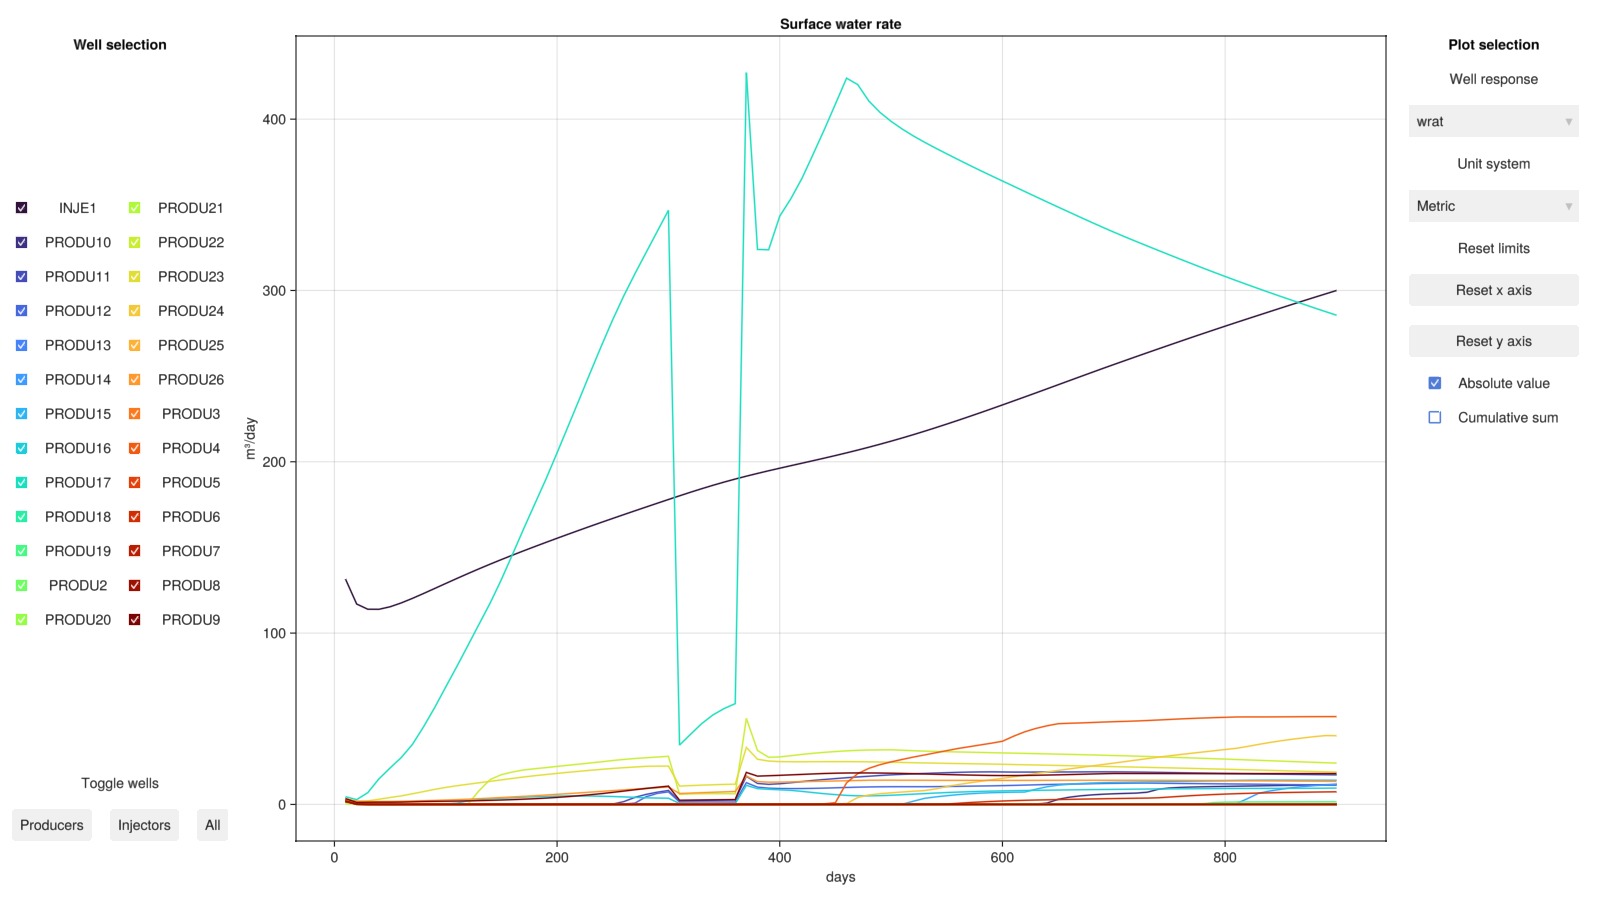 Surface water rate
Well selection
INJE1 PRODU21
PRODU10 PRODU22
PRODU11 PRODU23
PRODU12 PRODU24
PRODU13 PRODU25
PRODU14 PRODU26
PRODU15 PRODU3
PRODU16 PRODU4
PRODU17 PRODU5
PRODU18 PRODU6
PRODU19 PRODU7
PRODU2 PRODU8
PRODU20 PRODU9
Toggle wells
Producers Injectors All
m³/day
400
300
200
100
0
0 200 400 600 800
days
Plot selection
Well response
wrat
Unit system
Metric
Reset limits
Reset x axis
Reset y axis
Absolute value
Cumulative sum